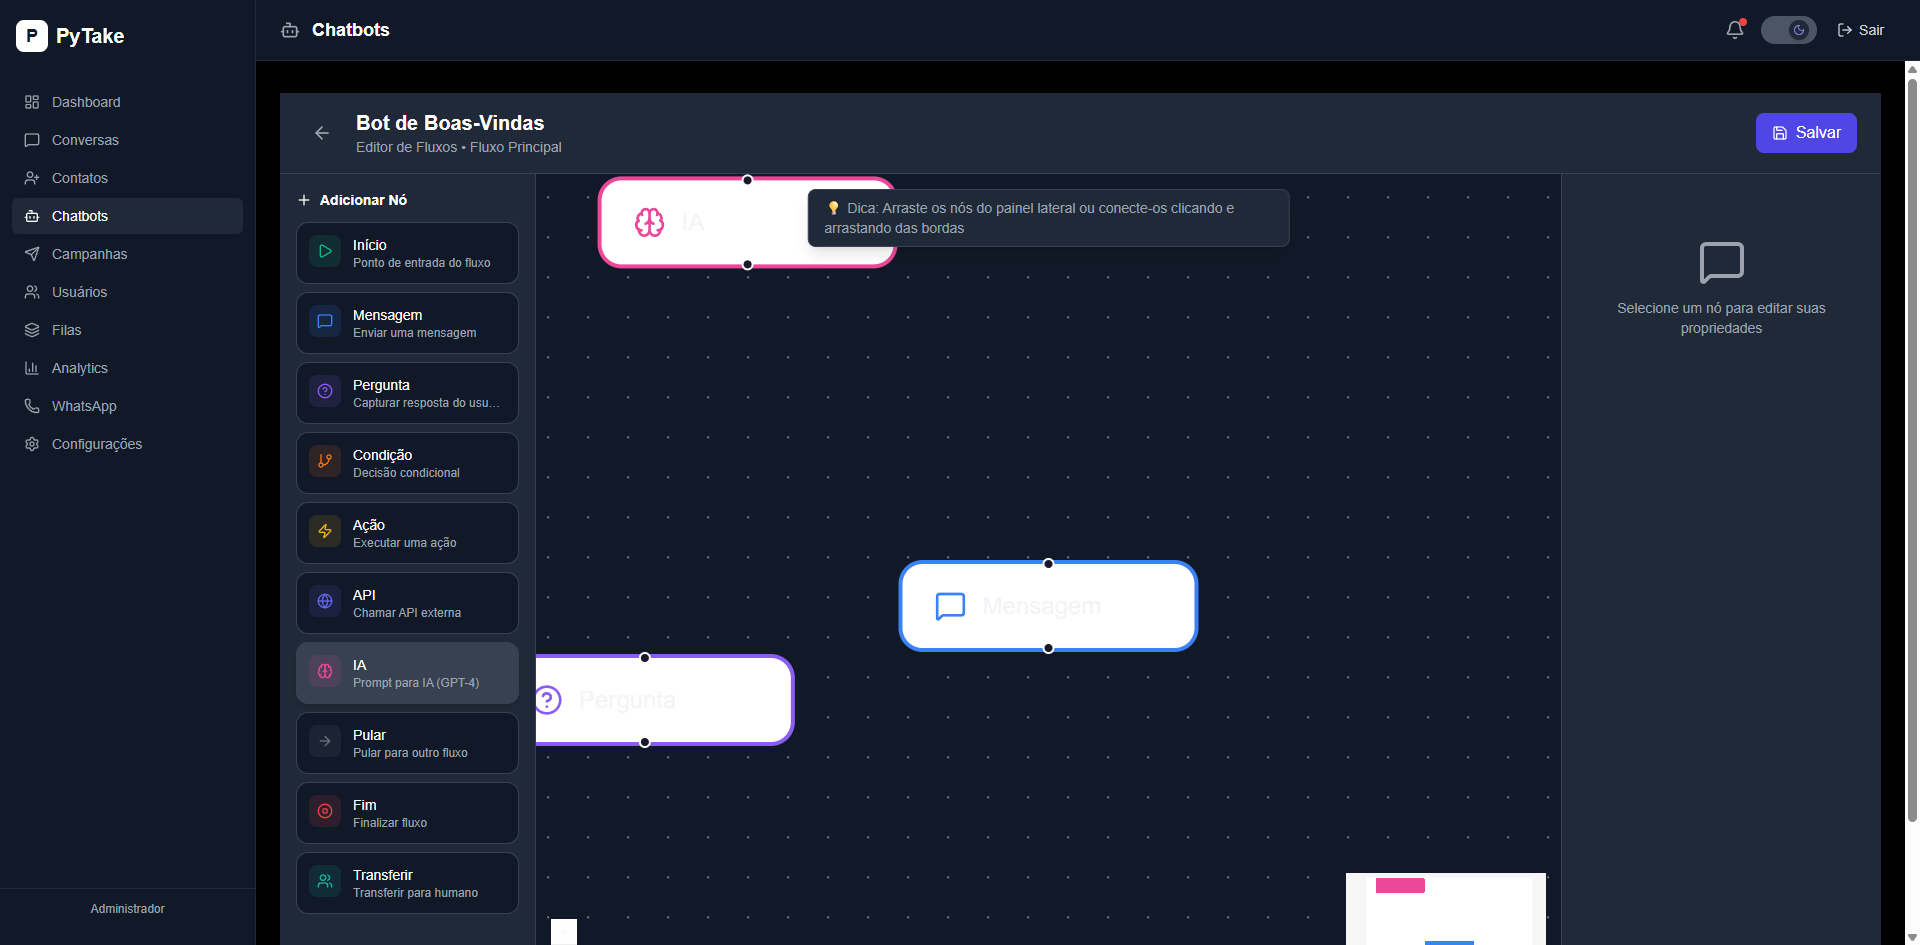 P PyTake
Chatbots
Sair
Dashboard
Conversas
Contatos
Chatbots
Campanhas
Usuários
Filas
Analytics
WhatsApp
Configurações
Administrador
Bot de Boas-Vindas
Editor de Fluxos • Fluxo Principal
Salvar
Adicionar Nó
Início
Ponto de entrada do fluxo
Mensagem
Enviar uma mensagem
Pergunta
Capturar resposta do usu...
Condição
Decisão condicional
Ação
Executar uma ação
API
Chamar API externa
IA
Prompt para IA (GPT-4)
Pular
Pular para outro fluxo
Fim
Finalizar fluxo
Transferir
Transferir para humano
IA
Dica: Arraste os nós do painel lateral ou conecte-os clicando e
arrastando das bordas
Mensagem
Pergunta
Selecione um nó para editar suas
propriedades